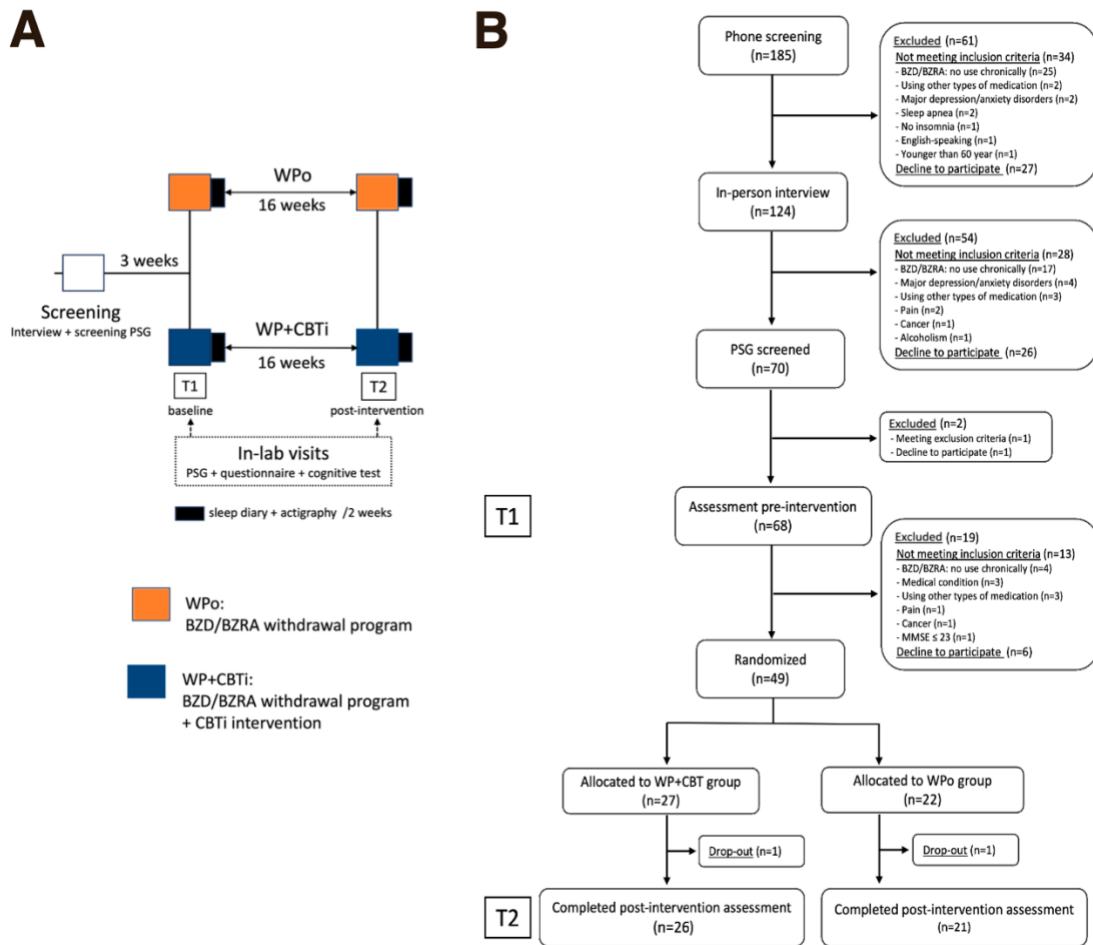 A
WPo
16 weeks
3 weeks
Screening
Interview + screening PSG
WP+CBTi
16 weeks
T1
T2
baseline
post-intervention
In-lab visits
PSG + questionnaire + cognitive test
sleep diary + actigraphy /2 weeks
WPo:
BZD/BZRA withdrawal program
WP+CBTi:
BZD/BZRA withdrawal program
+ CBTi intervention
B
Phone screening
(n=185)
Excluded (n=61)
Not meeting inclusion criteria (n=34)
- BZD/BZRA: no use chronically (n=25)
- Using other types of medication (n=2)
- Major depression/anxiety disorders (n=2)
- Sleep apnea (n=2)
- No insomnia (n=1)
- English-speaking (n=1)
- Younger than 60 year (n=1)
Decline to participate (n=27)
In-person interview
(n=124)
Excluded (n=54)
Not meeting inclusion criteria (n=28)
- BZD/BZRA: no use chronically (n=17)
- Major depression/anxiety disorders (n=4)
- Using other types of medication (n=3)
- Pain (n=2)
- Cancer (n=1)
- Alcoholism (n=1)
Decline to participate (n=26)
PSG screened
(n=70)
Excluded (n=2)
- Meeting exclusion criteria (n=1)
- Decline to participate (n=1)
T1
Assessment pre-intervention
(n=68)
Excluded (n=19)
Not meeting inclusion criteria (n=13)
- BZD/BZRA: no use chronically (n=4)
- Medical condition (n=3)
- Using other types of medication (n=3)
- Pain (n=1)
- Cancer (n=1)
- MMSE ≤ 23 (n=1)
Decline to participate (n=6)
Randomized
(n=49)
Allocated to WP+CBT group
(n=27)
Allocated to WPo group
(n=22)
Drop-out (n=1)
Drop-out (n=1)
T2
Completed post-intervention assessment
(n=26)
Completed post-intervention assessment
(n=21)